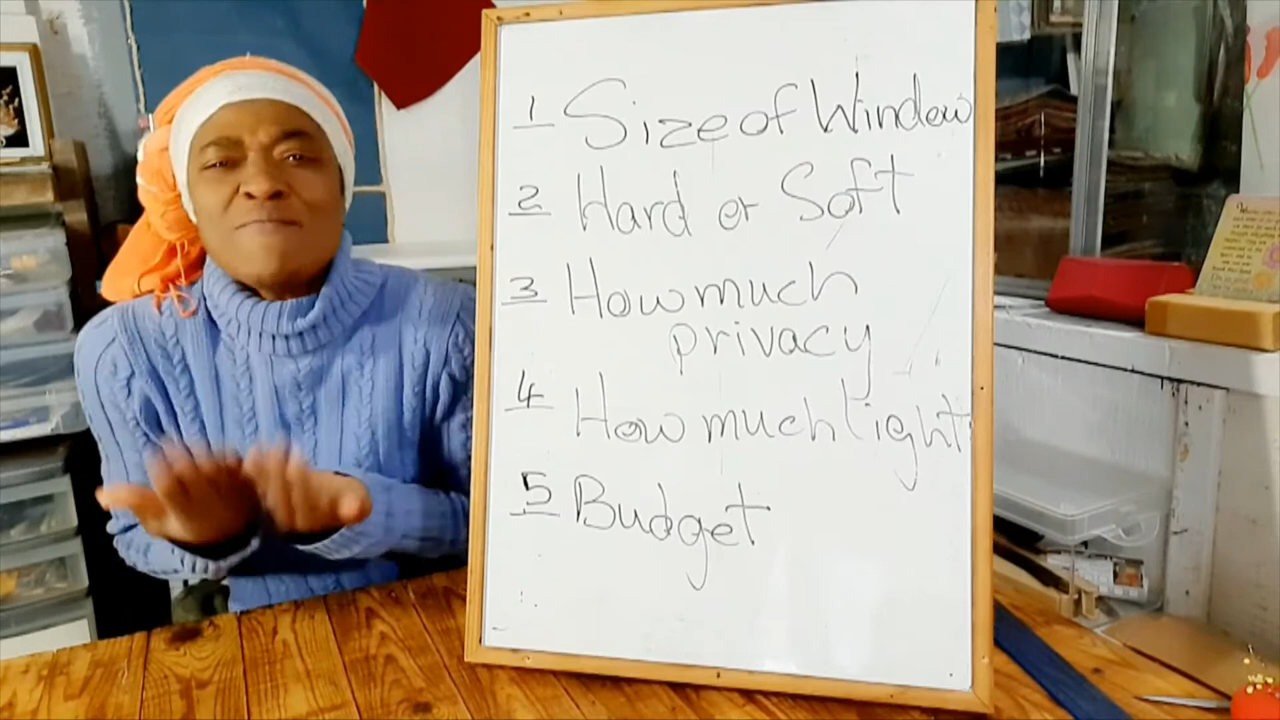 1 Size of Window
2 Hard or Soft
3 How much
privacy
4 How much light
5 Budget